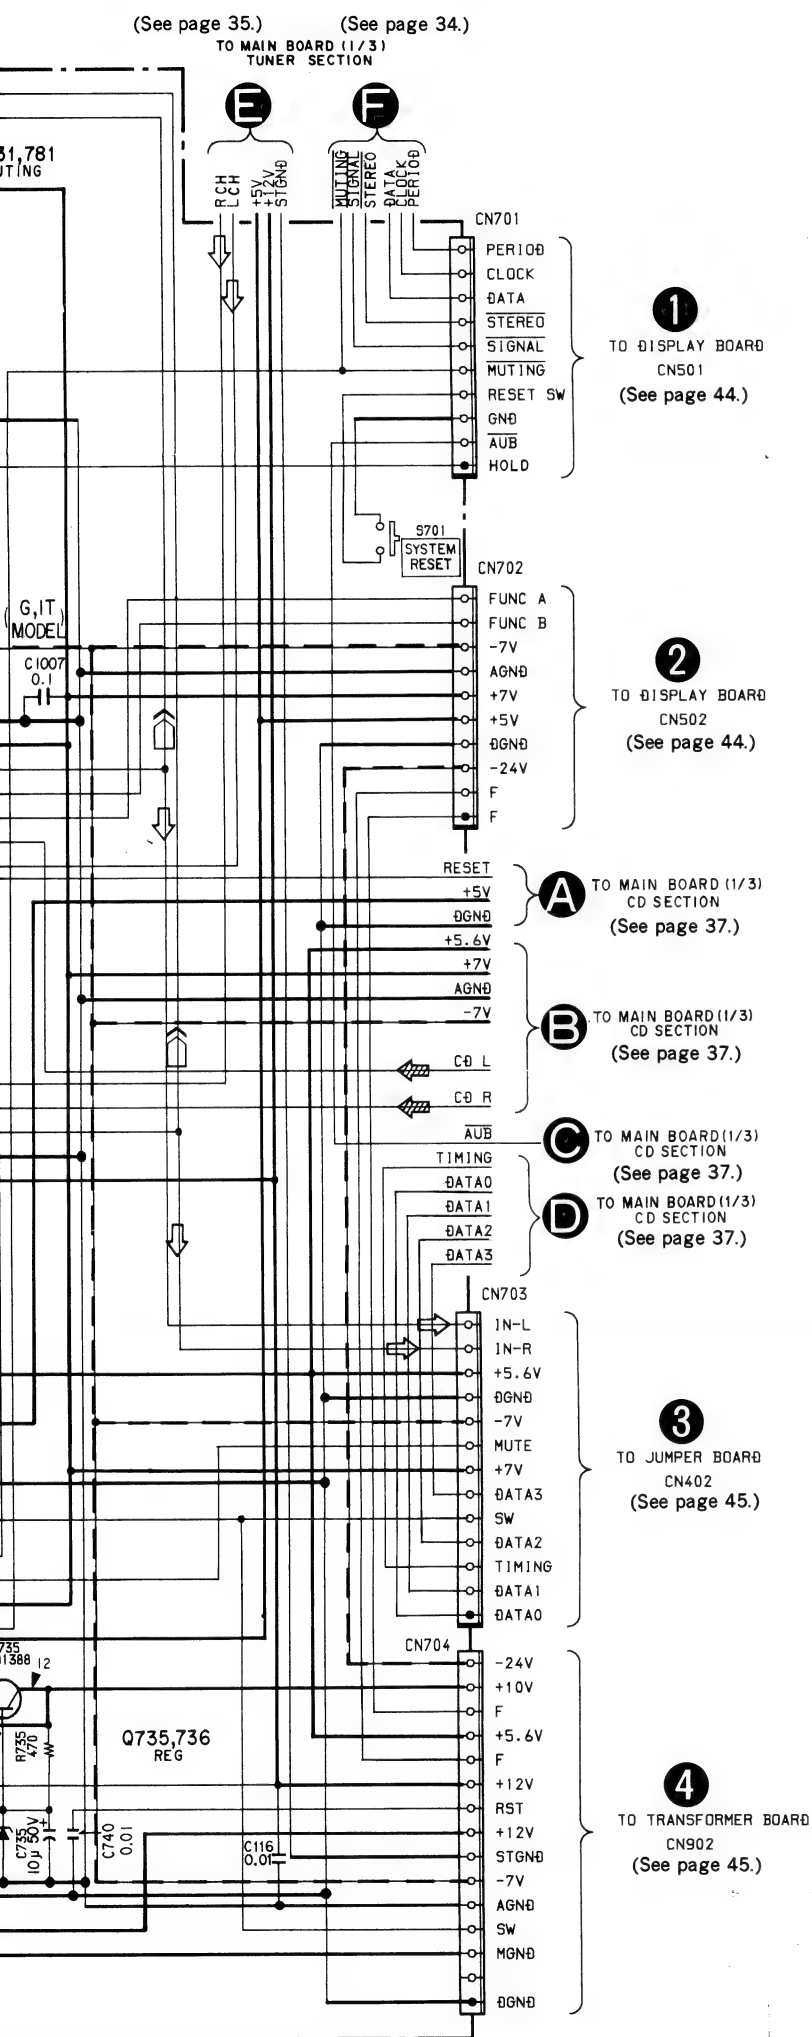 (See page 35.)
(See page 34.)
TO MAIN BOARD (1/3)
TUNER SECTION
E
F
31,781
UTING
RCH
LCH
+5V
+12V
STGND
MUTING
SIGNAL
STEREO
DATA
CLOCK
PERIOD
CN701
PERIOD
CLOCK
DATA
STEREO
SIGNAL
MUTING
RESET SW
GND
AUB
HOLD
1
TO DISPLAY BOARD
CN501
(See page 44.)
S701
SYSTEM
RESET
CN702
FUNC A
FUNC B
-7V
AGND
+7V
+5V
DGND
-24V
F
F
2
TO DISPLAY BOARD
CN502
(See page 44.)
(G,IT
MODEL)
C1007
0.1
RESET
+5V
DGND
A
TO MAIN BOARD (1/3)
CD SECTION
(See page 37.)
+5.6V
+7V
AGND
-7V
CD L
CD R
B
TO MAIN BOARD (1/3)
CD SECTION
(See page 37.)
AUB
C
TO MAIN BOARD (1/3)
CD SECTION
(See page 37.)
TIMING
DATA0
DATA1
DATA2
DATA3
D
TO MAIN BOARD (1/3)
CD SECTION
(See page 37.)
CN703
IN-L
IN-R
+5.6V
DGND
-7V
MUTE
+7V
DATA3
SW
DATA2
TIMING
DATA1
DATA0
3
TO JUMPER BOARD
CN402
(See page 45.)
CN704
-24V
+10V
F
+5.6V
F
+12V
RST
+12V
STGND
-7V
AGND
SW
MGND
DGND
4
TO TRANSFORMER BOARD
CN902
(See page 45.)
735
1388
12
Q735,736
REG
R735
470
C735
10μ 50V
+
C740
0.01
C116
0.01